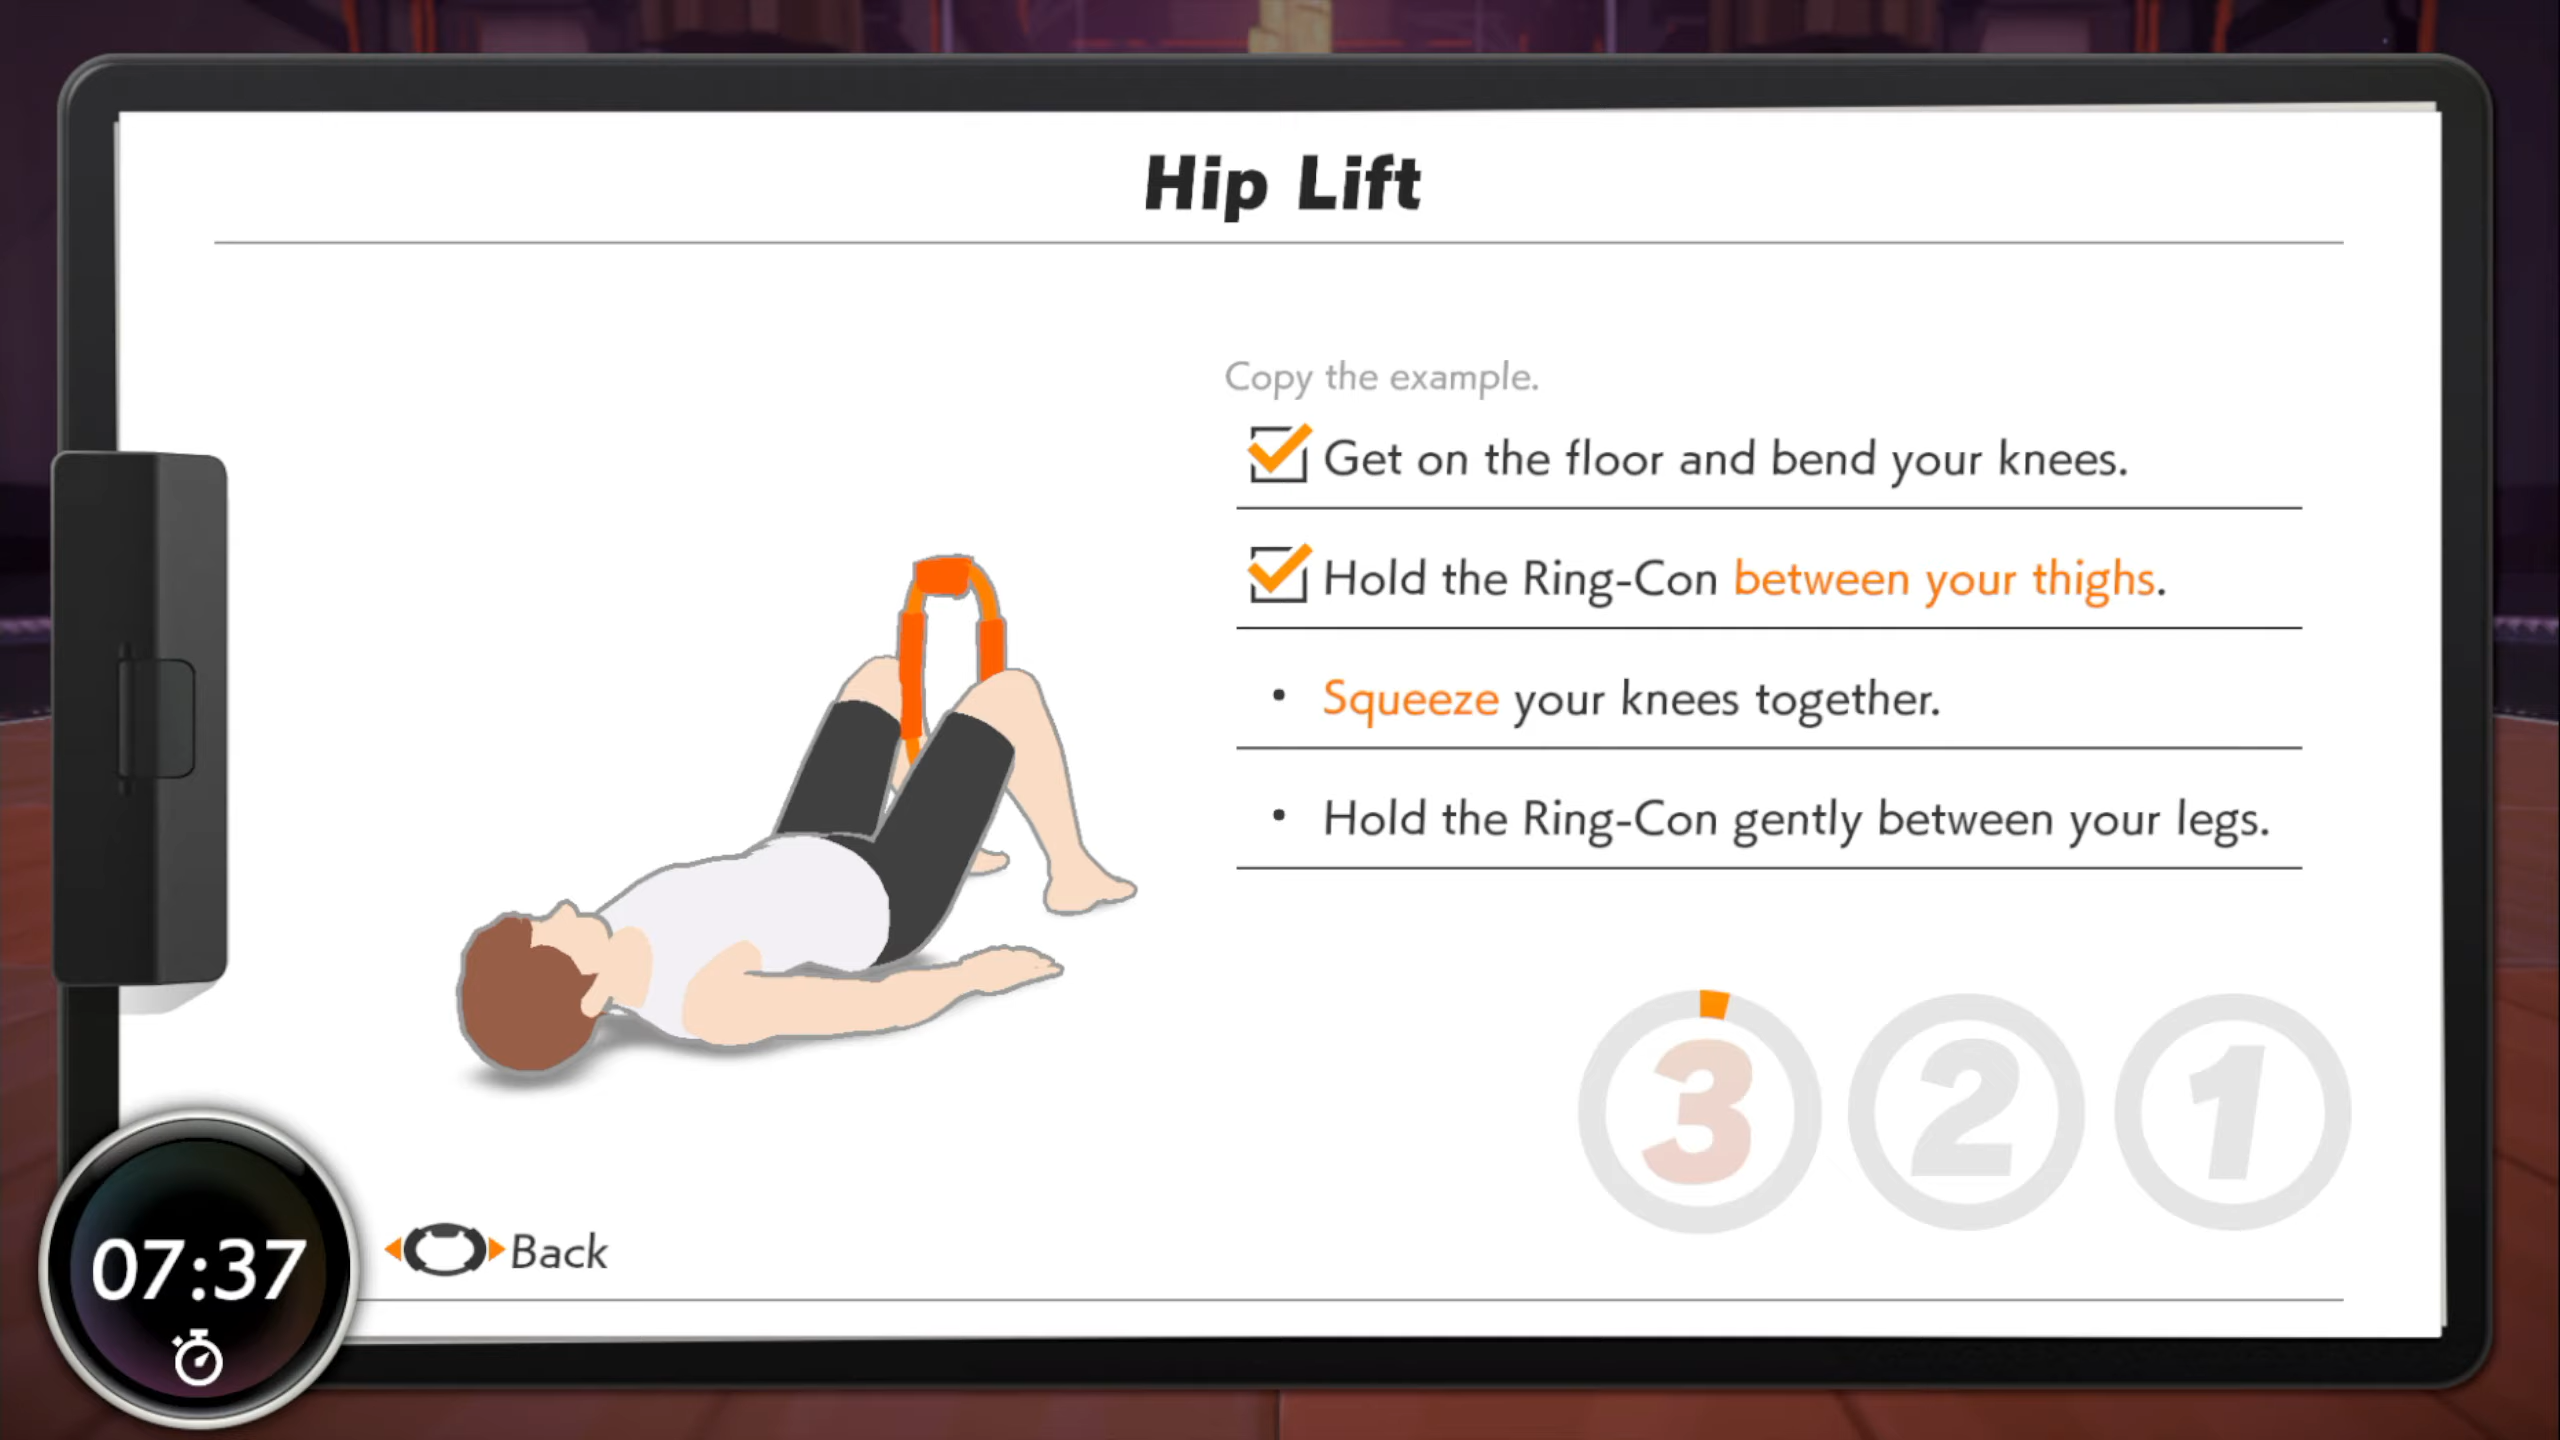 Hip Lift
Copy the example.
Get on the floor and bend your knees.
Hold the Ring-Con between your thighs.
• Squeeze your knees together.
• Hold the Ring-Con gently between your legs.
3 2 1
Back
07:37